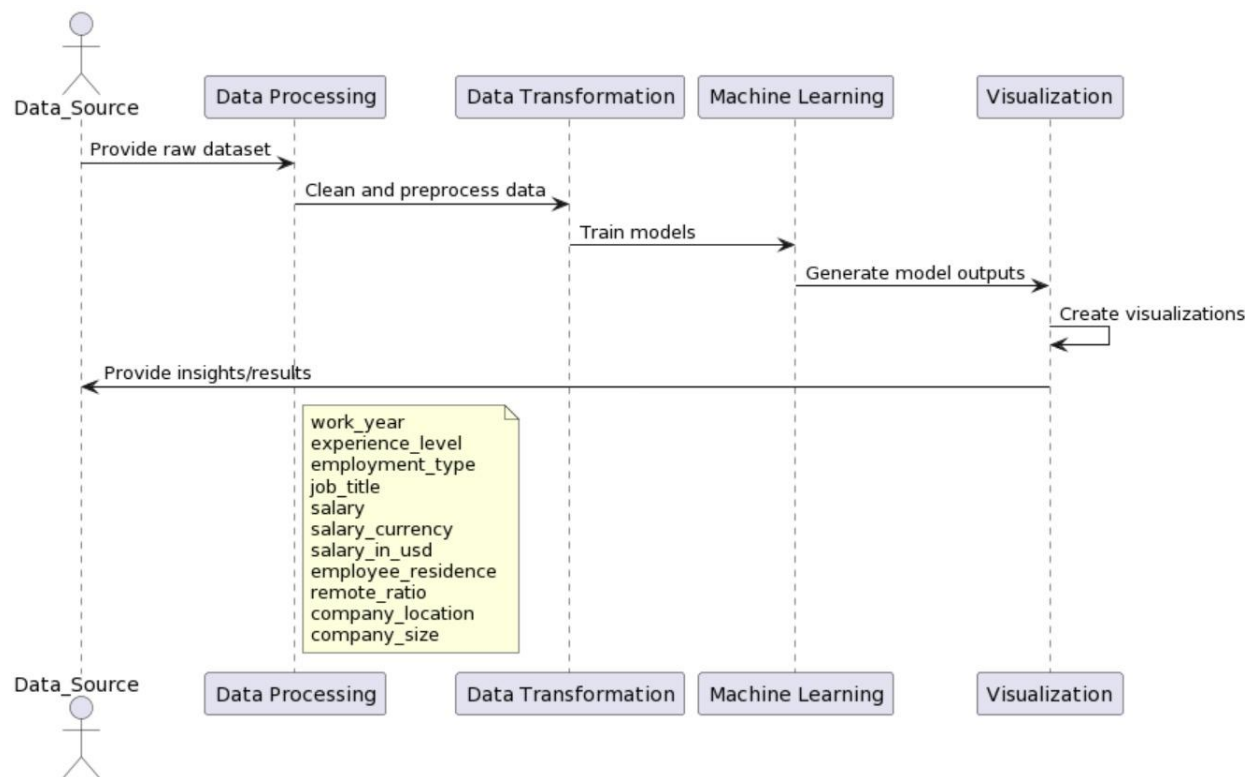 Data_Source
Data Processing
Data Transformation
Machine Learning
Visualization
Provide raw dataset
Clean and preprocess data
Train models
Generate model outputs
Create visualizations
Provide insights/results
work_year
experience_level
employment_type
job_title
salary
salary_currency
salary_in_usd
employee_residence
remote_ratio
company_location
company_size
Data_Source
Data Processing
Data Transformation
Machine Learning
Visualization